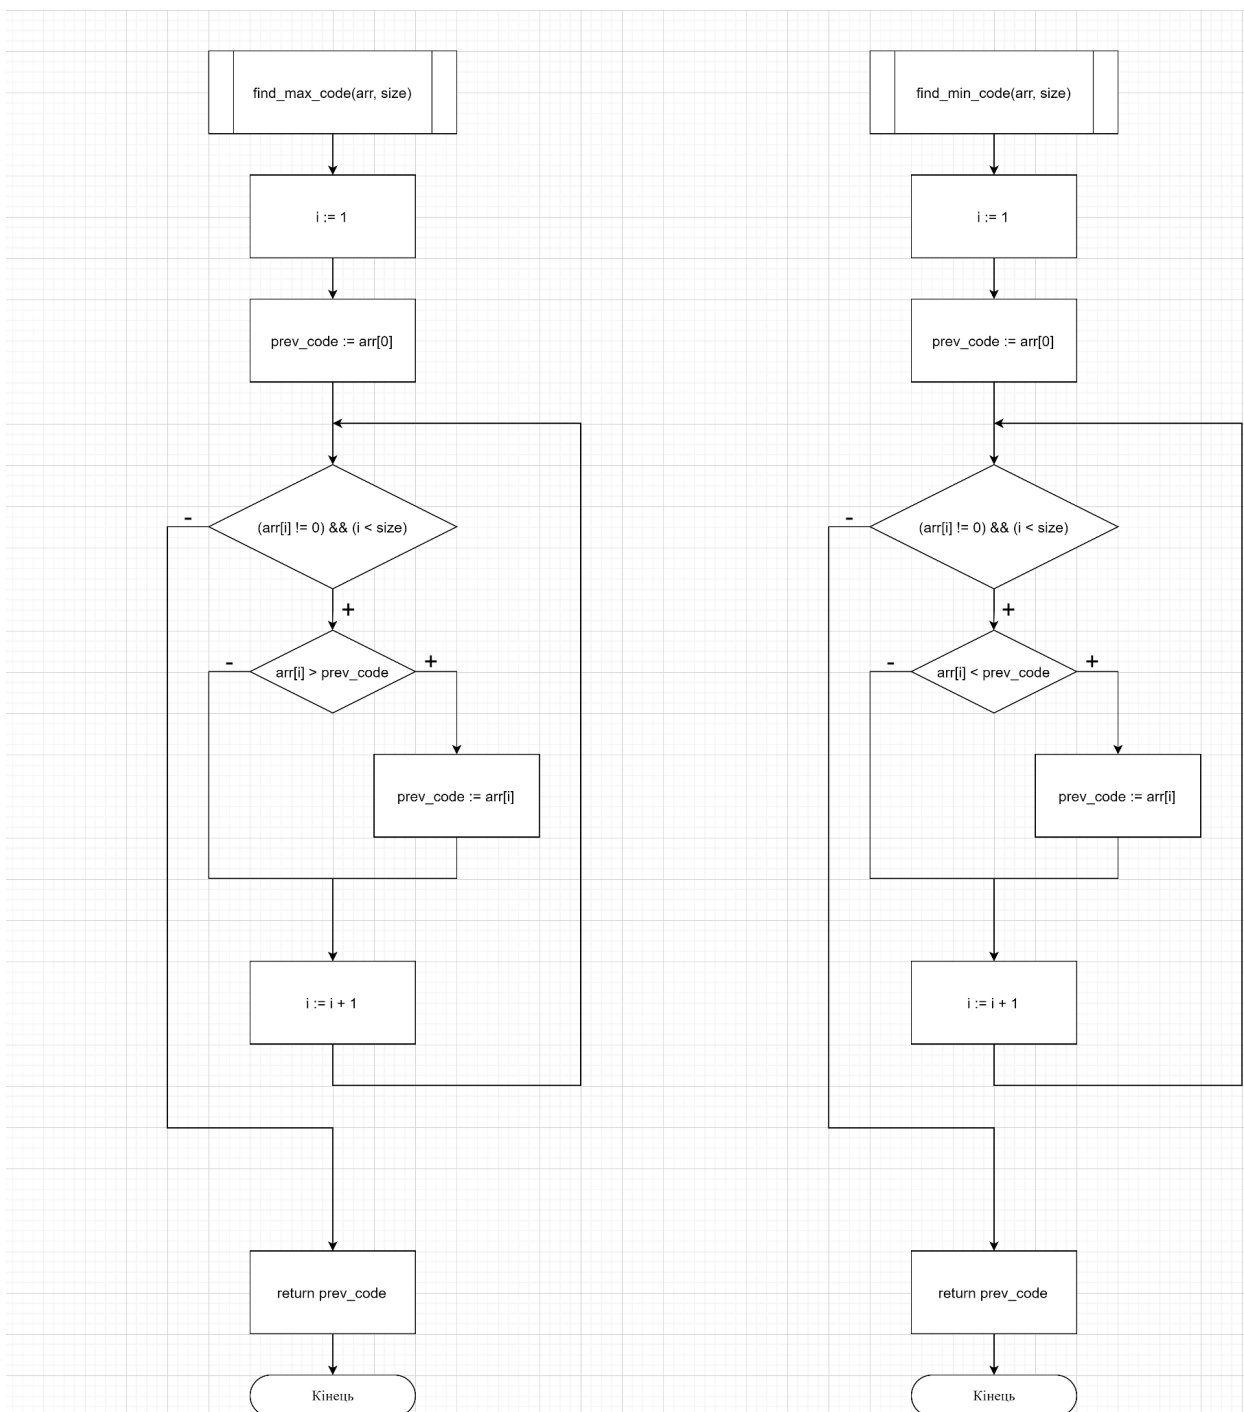 find_max_code(arr, size)
i := 1
prev_code := arr[0]
(arr[i] != 0) && (i < size)
-
+
arr[i] > prev_code
-
+
prev_code := arr[i]
i := i + 1
return prev_code
Кінець
find_min_code(arr, size)
i := 1
prev_code := arr[0]
(arr[i] != 0) && (i < size)
-
+
arr[i] < prev_code
-
+
prev_code := arr[i]
i := i + 1
return prev_code
Кінець